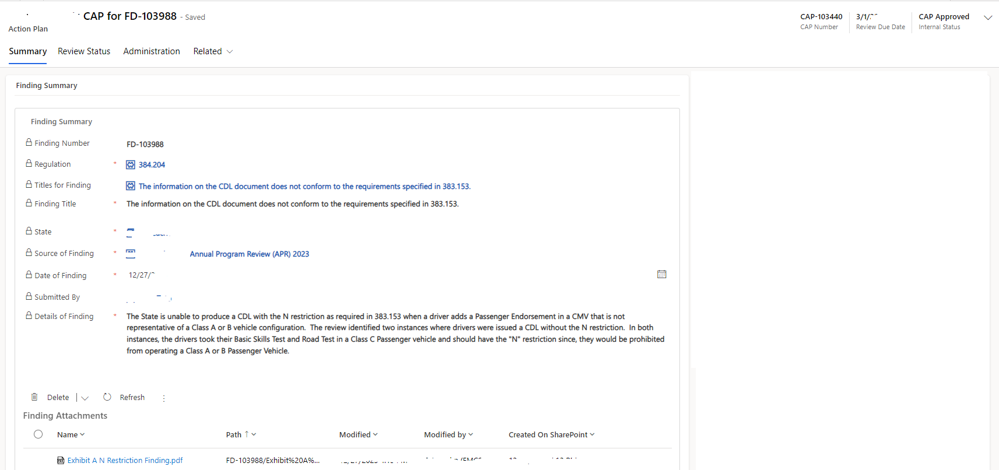 CAP for FD-103988 - Saved
Action Plan
CAP-103440
CAP Number
3/1/
Review Due Date
CAP Approved
Internal Status
Summary Review Status Administration Related
Finding Summary
Finding Summary
Finding Number FD-103988
Regulation * 384.204
Titles for Finding The information on the CDL document does not conform to the requirements specified in 383.153.
Finding Title * The information on the CDL document does not conform to the requirements specified in 383.153.
State *
Source of Finding * Annual Program Review (APR) 2023
Date of Finding * 12/27/
Submitted By
Details of Finding * The State is unable to produce a CDL with the N restriction as required in 383.153 when a driver adds a Passenger Endorsement in a CMV that is not
representative of a Class A or B vehicle configuration. The review identified two instances where drivers were issued a CDL without the N restriction. In both
instances, the drivers took their Basic Skills Test and Road Test in a Class C Passenger vehicle and should have the "N" restriction since, they would be prohibited
from operating a Class A or B Passenger Vehicle.
Delete Refresh
Finding Attachments
Name Path ↑ Modified Modified by Created On SharePoint
Exhibit A N Restriction Finding.pdf FD-103988/Exhibit%20A%...